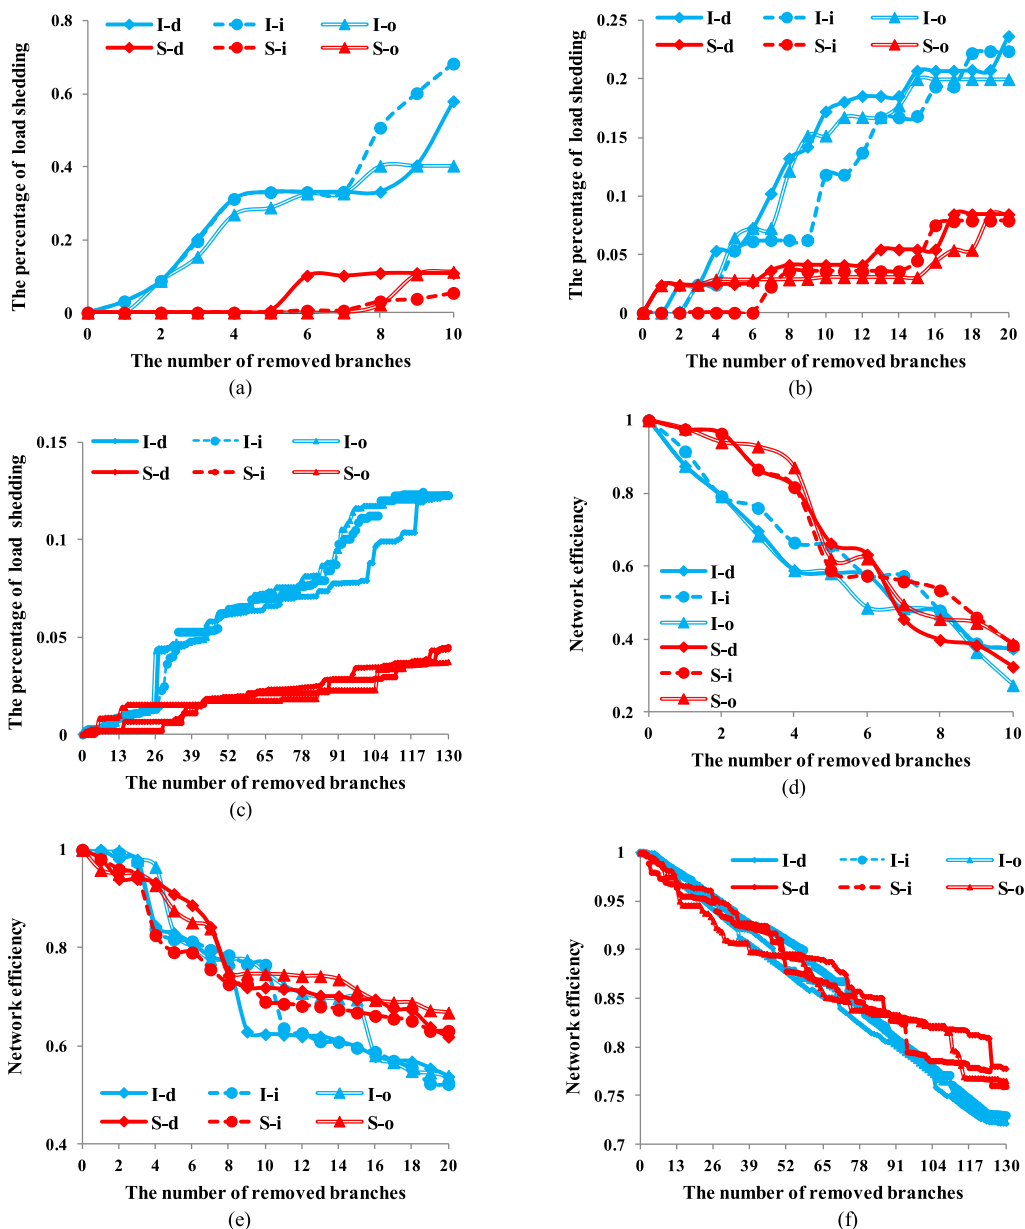 The percentage of load shedding
I-d I-i I-o
S-d S-i S-o
0.8
0.6
0.4
0.2
0
0 2 4 6 8 10
The number of removed branches
(a)
The percentage of load shedding
I-d I-i I-o
S-d S-i S-o
0.25
0.2
0.15
0.1
0.05
0
0 2 4 6 8 10 12 14 16 18 20
The number of removed branches
(b)
The percentage of load shedding
I-d I-i I-o
S-d S-i S-o
0.15
0.1
0.05
0
0 13 26 39 52 65 78 91 104 117 130
The number of removed branches
(c)
Network efficiency
1
0.8
0.6
0.4
0.2
I-d
I-i
I-o
S-d
S-i
S-o
0 2 4 6 8 10
The number of removed branches
(d)
Network efficiency
1
0.8
0.6
0.4
I-d I-i I-o
S-d S-i S-o
0 2 4 6 8 10 12 14 16 18 20
The number of removed branches
(e)
Network efficiency
I-d I-i I-o
S-d S-i S-o
1
0.95
0.9
0.85
0.8
0.75
0.7
0 13 26 39 52 65 78 91 104 117 130
The number of removed branches
(f)